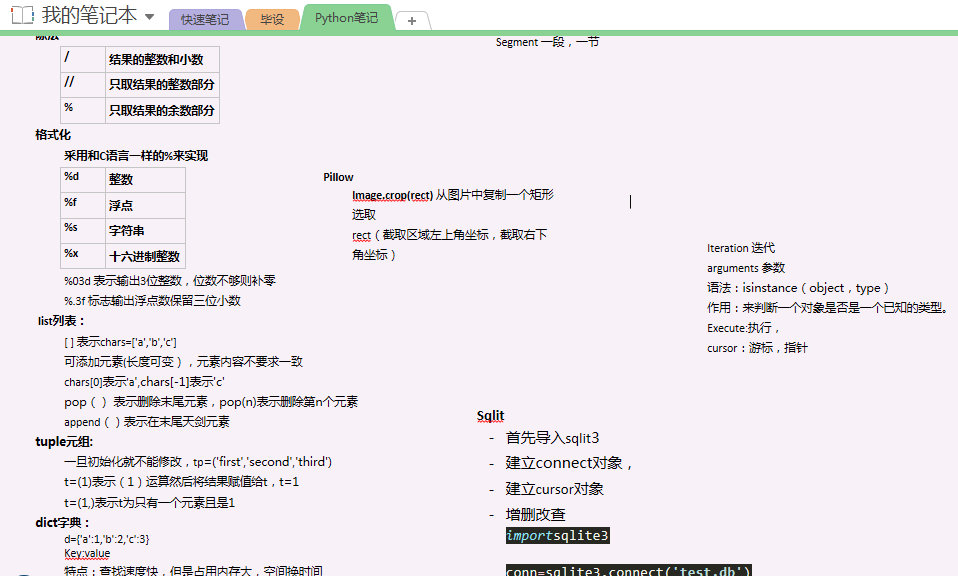 我的笔记本
快速笔记
毕设
Python笔记
+
Segment 一段，一节
/ 结果的整数和小数
// 只取结果的整数部分
% 只取结果的余数部分
格式化
采用和C语言一样的%来实现
%d 整数
%f 浮点
%s 字符串
%x 十六进制整数
%03d 表示输出3位整数，位数不够则补零
%.3f 标志输出浮点数保留三位小数
list列表：
[ ] 表示chars=['a','b','c']
可添加元素(长度可变），元素内容不要求一致
chars[0]表示'a',chars[-1]表示'c'
pop（ ） 表示删除末尾元素，pop(n)表示删除第n个元素
append（ ）表示在末尾天剑元素
tuple元组:
一旦初始化就不能修改，tp=('first','second','third')
t=(1)表示（1）运算然后将结果赋值给t，t=1
t=(1,)表示t为只有一个元素且是1
dict字典：
d={'a':1,'b':2,'c':3}
Key:value
特点：查找速度快，但是占用内存大，空间换时间
Pillow
Image.crop(rect) 从图片中复制一个矩形
选取
rect（截取区域左上角坐标，截取右下
角坐标）
Iteration 迭代
arguments 参数
语法：isinstance（object，type）
作用：来判断一个对象是否是一个已知的类型。
Execute:执行，
cursor：游标，指针
Sqlit
- 首先导入sqlit3
- 建立connect对象，
- 建立cursor对象
- 增删改查
importsqlite3
conn=sqlite3.connect('test.db')